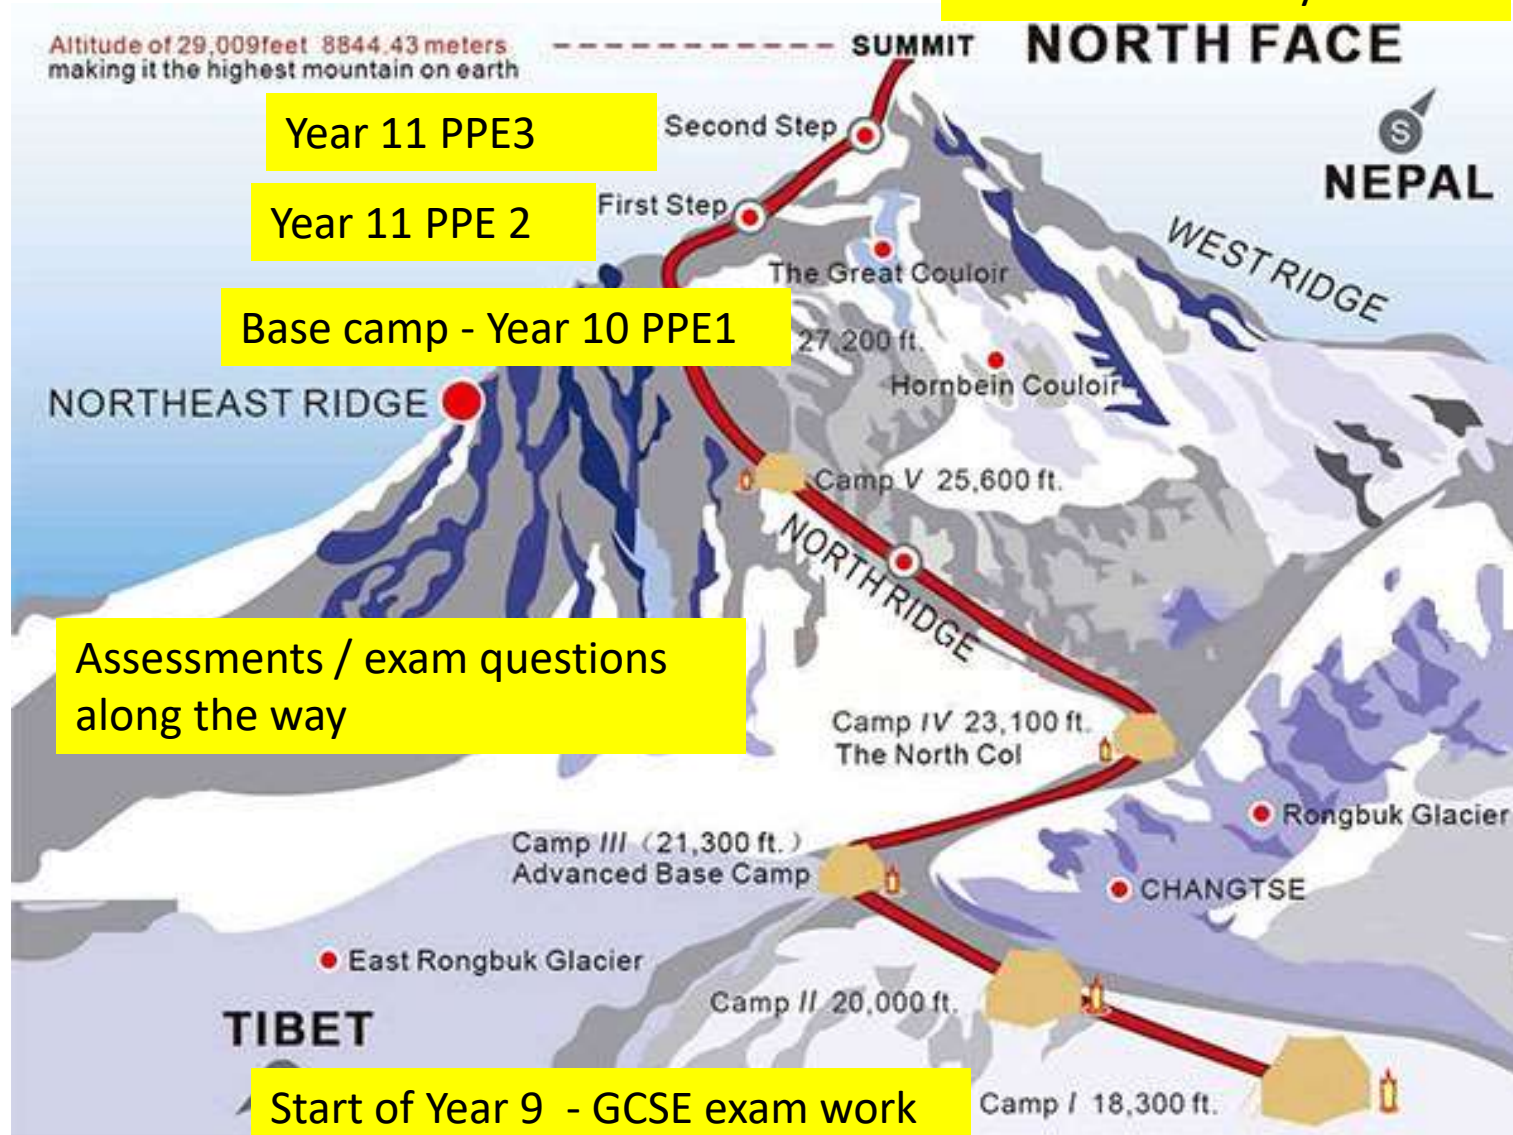 NORTH FACE
Altitude of 29,009feet 8844.43 meters
making it the highest mountain on earth
SUMMIT
Year 11 PPE3
Second Step
NEPAL
S
Year 11 PPE 2
First Step
WEST RIDGE
The Great Couloir
Base camp - Year 10 PPE1
27,200 ft.
Hornbein Couloir
NORTHEAST RIDGE
Camp V 25,600 ft.
NORTH RIDGE
Assessments / exam questions
along the way
Camp IV 23,100 ft.
The North Col
Rongbuk Glacier
Camp III (21,300 ft.)
Advanced Base Camp
CHANGTSE
East Rongbuk Glacier
Camp II 20,000 ft.
TIBET
Start of Year 9  - GCSE exam work
Camp I 18,300 ft.